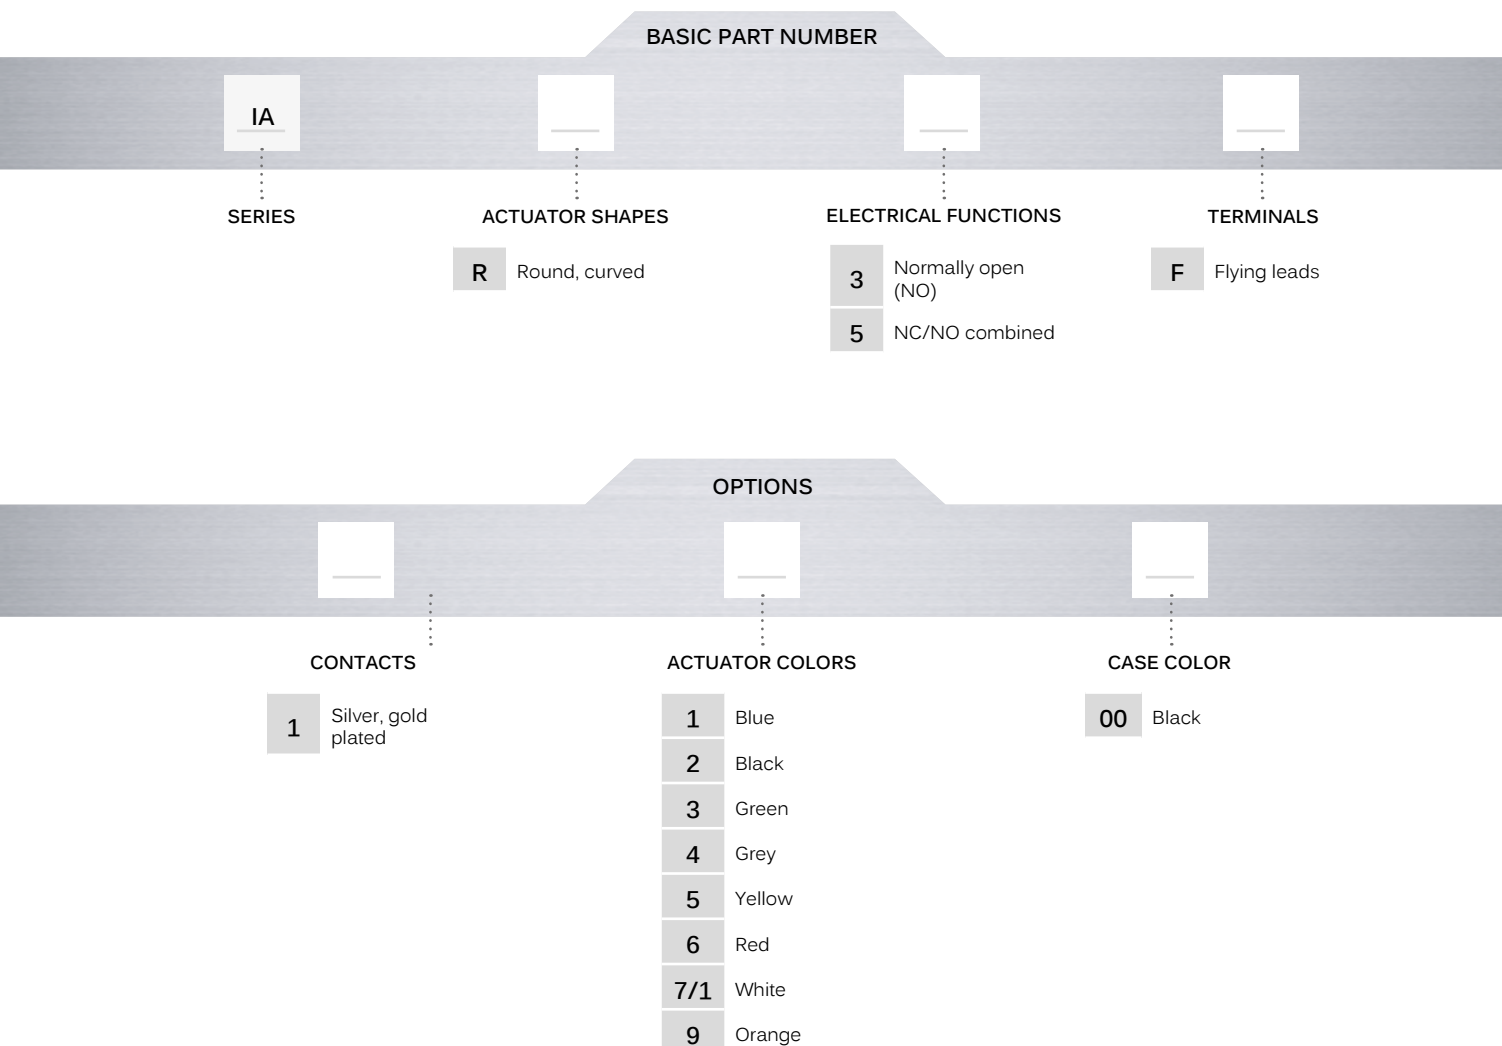 BASIC PART NUMBER
IA
SERIES
ACTUATOR SHAPES
R Round, curved
ELECTRICAL FUNCTIONS
3 Normally open
(NO)
5 NC/NO combined
TERMINALS
F Flying leads
OPTIONS
CONTACTS
1 Silver, gold
plated
ACTUATOR COLORS
1 Blue
2 Black
3 Green
4 Grey
5 Yellow
6 Red
7/1 White
9 Orange
CASE COLOR
00 Black